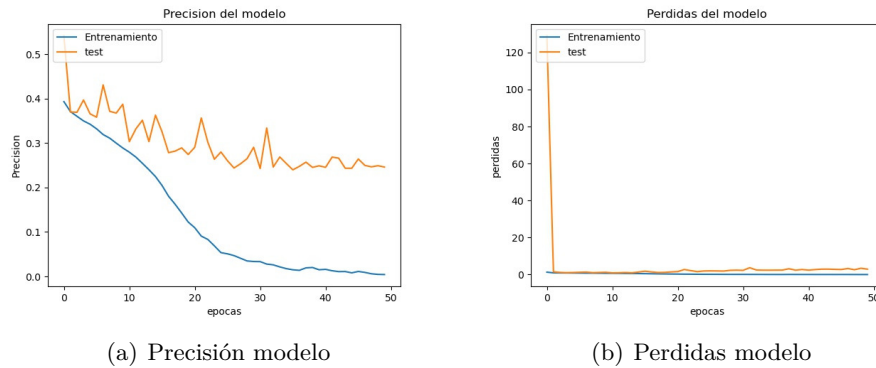 Precision del modelo
Entrenamiento
test
0.5
0.4
0.3
0.2
0.1
0.0
Precision
0
10
20
30
40
50
epocas
(a) Precisión modelo
Perdidas del modelo
Entrenamiento
test
120
100
80
60
40
20
0
perdidas
0
10
20
30
40
50
epocas
(b) Perdidas modelo